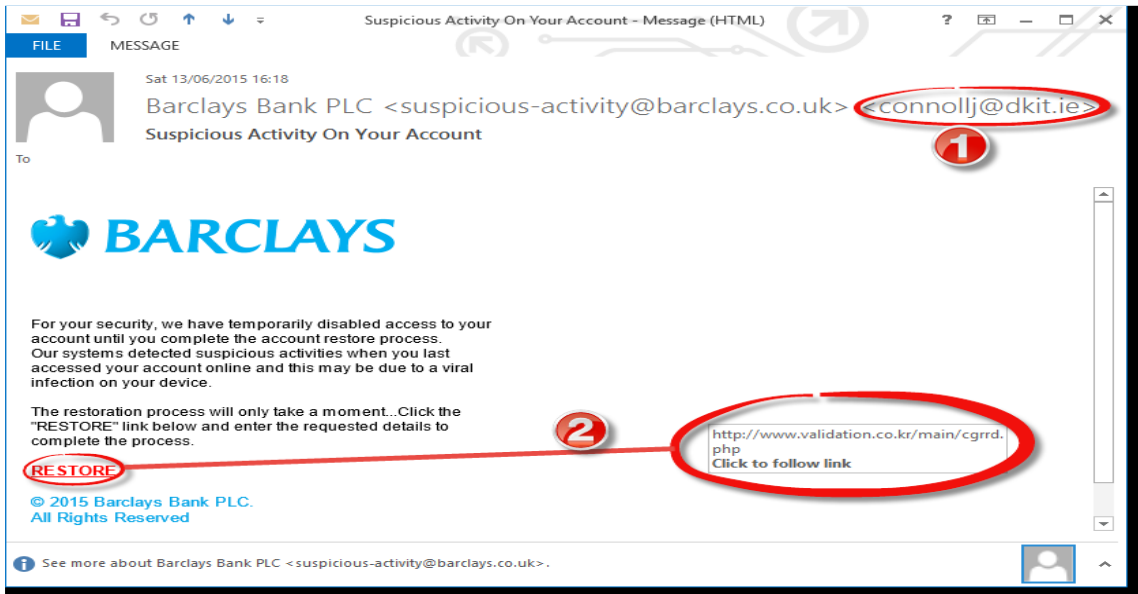 Suspicious Activity On Your Account - Message (HTML)
?
FILE MESSAGE
Sat 13/06/2015 16:18
Barclays Bank PLC <suspicious-activity@barclays.co.uk> <connollj@dkit.ie>
1
Suspicious Activity On Your Account
To
BARCLAYS
For your security, we have temporarily disabled access to your
account until you complete the account restore process.
Our systems detected suspicious activities when you last
accessed your account online and this may be due to a viral
infection on your device.
The restoration process will only take a moment...Click the
"RESTORE" link below and enter the requested details to
complete the process.
2
http://www.validation.co.kr/main/cgrrd.
php
Click to follow link
RESTORE
© 2015 Barclays Bank PLC.
All Rights Reserved
See more about Barclays Bank PLC <suspicious-activity@barclays.co.uk>.